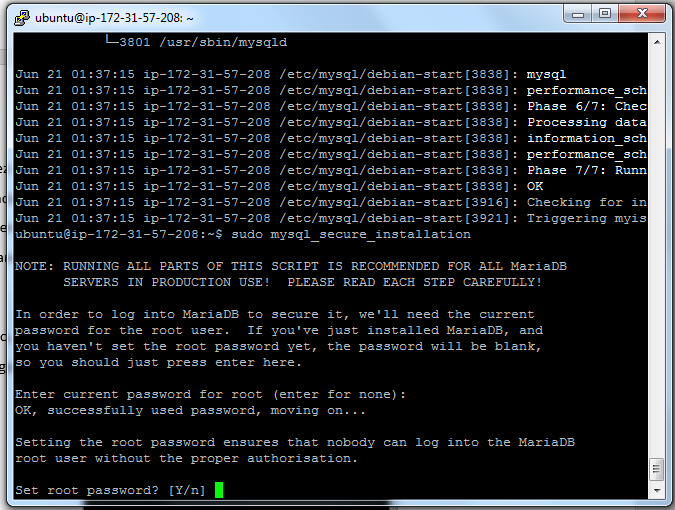 ubuntu@ip-172-31-57-208: ~
└─3801 /usr/sbin/mysqld
Jun 21 01:37:15 ip-172-31-57-208 /etc/mysql/debian-start[3838]: mysql
Jun 21 01:37:15 ip-172-31-57-208 /etc/mysql/debian-start[3838]: performance_sch
Jun 21 01:37:15 ip-172-31-57-208 /etc/mysql/debian-start[3838]: Phase 6/7: Chec
Jun 21 01:37:15 ip-172-31-57-208 /etc/mysql/debian-start[3838]: Processing data
Jun 21 01:37:15 ip-172-31-57-208 /etc/mysql/debian-start[3838]: information_sch
Jun 21 01:37:15 ip-172-31-57-208 /etc/mysql/debian-start[3838]: performance_sch
Jun 21 01:37:15 ip-172-31-57-208 /etc/mysql/debian-start[3838]: Phase 7/7: Runn
Jun 21 01:37:15 ip-172-31-57-208 /etc/mysql/debian-start[3838]: OK
Jun 21 01:37:15 ip-172-31-57-208 /etc/mysql/debian-start[3916]: Checking for in
Jun 21 01:37:15 ip-172-31-57-208 /etc/mysql/debian-start[3921]: Triggering myis
ubuntu@ip-172-31-57-208:~$ sudo mysql_secure_installation
NOTE: RUNNING ALL PARTS OF THIS SCRIPT IS RECOMMENDED FOR ALL MariaDB
SERVERS IN PRODUCTION USE!  PLEASE READ EACH STEP CAREFULLY!
In order to log into MariaDB to secure it, we'll need the current
password for the root user.  If you've just installed MariaDB, and
you haven't set the root password yet, the password will be blank,
so you should just press enter here.
Enter current password for root (enter for none):
OK, successfully used password, moving on...
Setting the root password ensures that nobody can log into the MariaDB
root user without the proper authorisation.
Set root password? [Y/n]